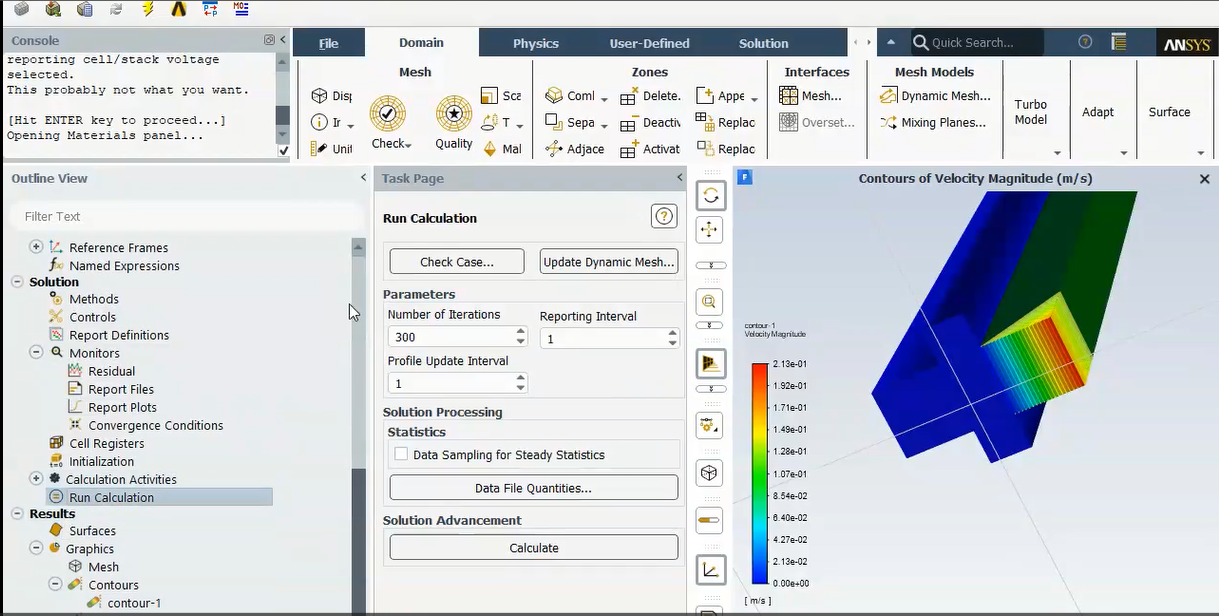 MO:
Console
reporting cell/stack voltage
selected.
This probably not what you want.
[Hit ENTER key to proceed...]
Opening Materials panel...
File
Domain
Physics
User-Defined
Solution
Quick Search...
ANSYS
Mesh
Zones
Interfaces
Mesh Models
Disp
Sca
Coml
Delete.
Appe
Mesh...
Dynamic Mesh...
Ir
T
Sepa
Deactiv
Replac
Overset...
Mixing Planes...
Check
Quality
Unit
Mal
Adjace
Activat
Replac
Turbo
Model
Adapt
Surface
Outline View
Filter Text
Reference Frames
Named Expressions
Solution
Methods
Controls
Report Definitions
Monitors
Residual
Report Files
Report Plots
Convergence Conditions
Cell Registers
Initialization
Calculation Activities
Run Calculation
Results
Surfaces
Graphics
Mesh
Contours
contour-1
Task Page
Run Calculation
?
Check Case...
Update Dynamic Mesh...
Parameters
Number of Iterations
Reporting Interval
300
1
Profile Update Interval
1
Solution Processing
Statistics
Data Sampling for Steady Statistics
Data File Quantities...
Solution Advancement
Calculate
Contours of Velocity Magnitude (m/s)
contour-1
Velocity Magnitude
2.13e-01
1.92e-01
1.71e-01
1.49e-01
1.28e-01
1.07e-01
8.54e-02
6.40e-02
4.27e-02
2.13e-02
0.00e+00
[ m/s ]